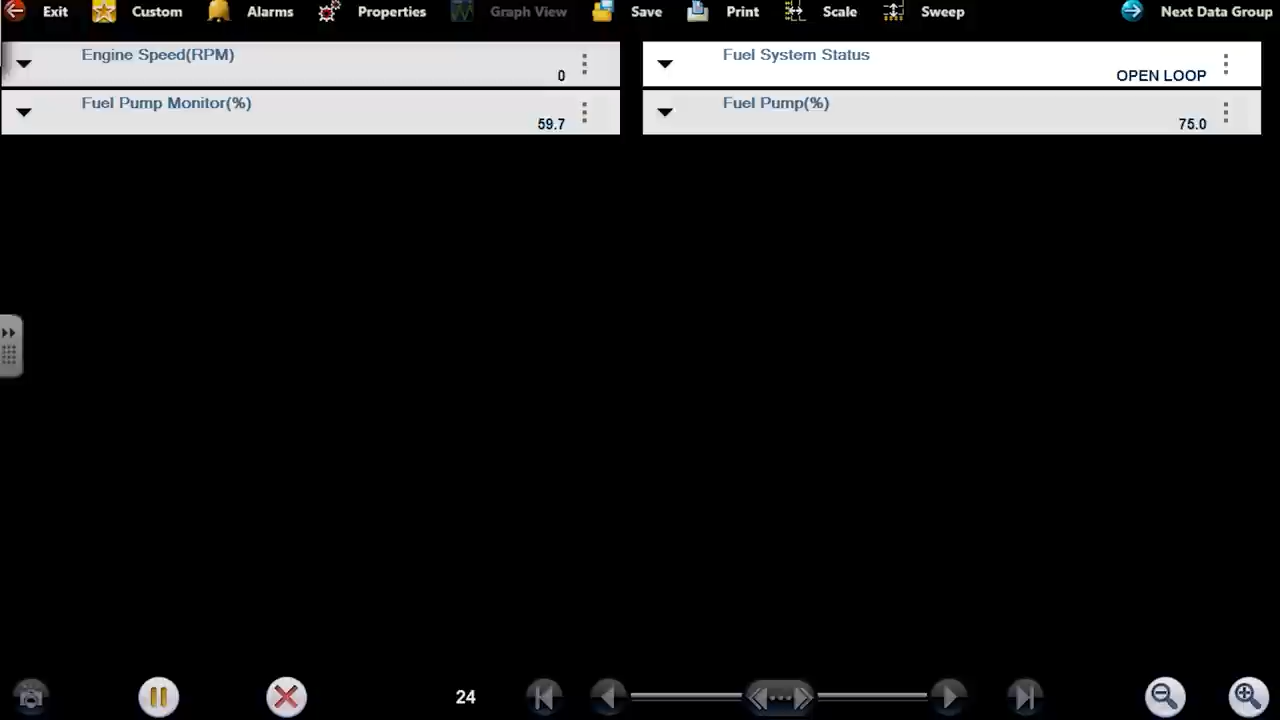 Exit Custom Alarms Properties Graph View Save Print Scale Sweep Next Data Group
Engine Speed(RPM)
0
Fuel System Status
OPEN LOOP
Fuel Pump Monitor(%)
59.7
Fuel Pump(%)
75.0
24